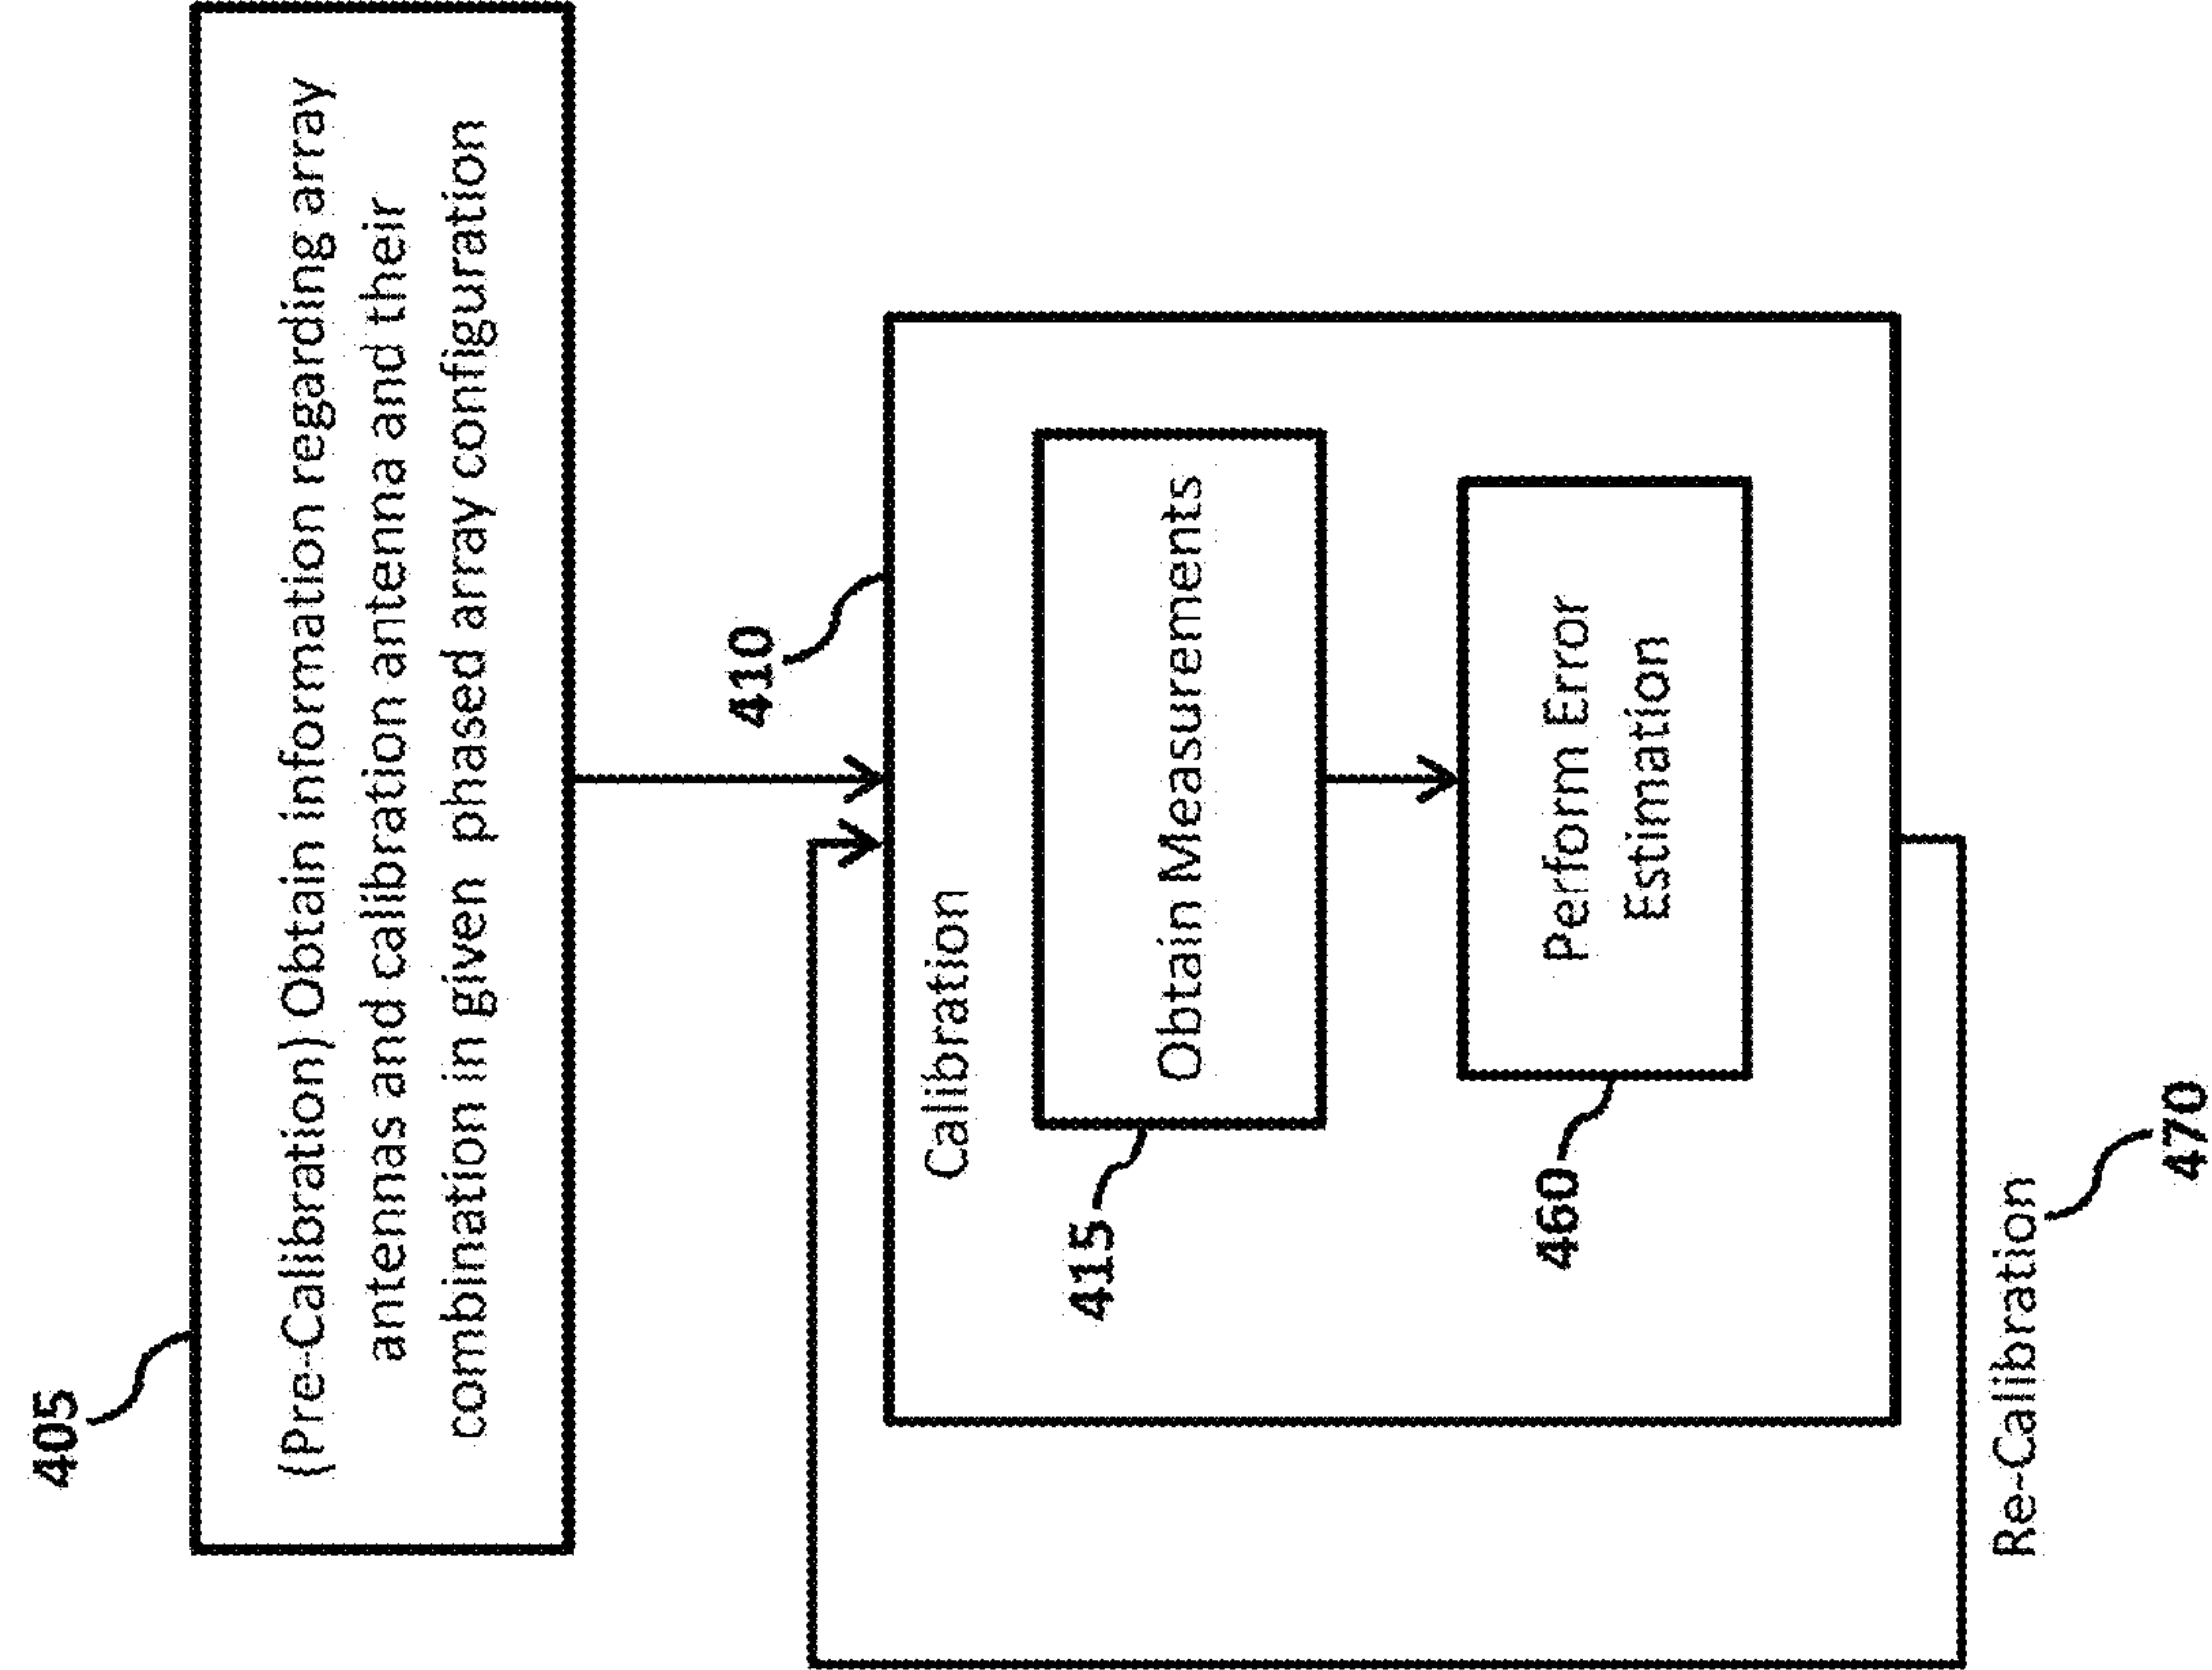 405
(Pre-Calibration) Obtain information regarding array
antennas and calibration antenna and their
combination in given phased array configuration
410
Calibration
415
Obtain Measurements
460
Perform Error
Estimation
Re-Calibration
470